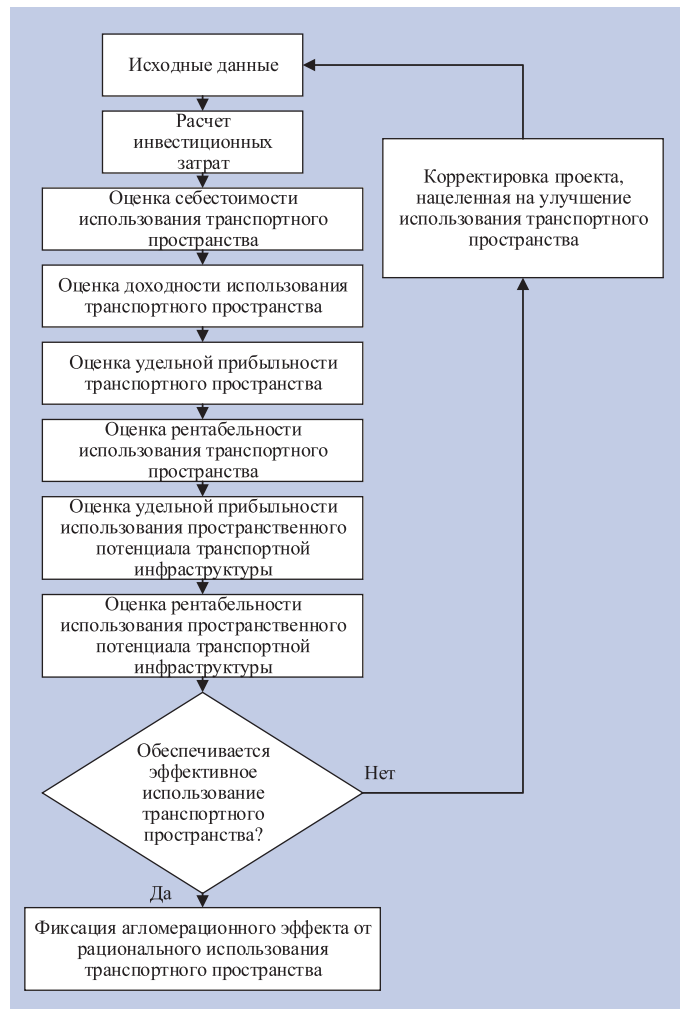 Исходные данные
Расчет
инвестиционных
затрат
Оценка себестоимости
использования транспортного
пространства
Оценка доходности использования
транспортного пространства
Оценка удельной прибыльности
транспортного пространства
Оценка рентабельности
использования транспортного
пространства
Оценка удельной прибыльности
использования пространственного
потенциала транспортной
инфраструктуры
Оценка рентабельности
использования пространственного
потенциала транспортной
инфраструктуры
Обеспечивается
эффективное
использование
транспортного
пространства?
Нет
Корректировка проекта,
нацеленная на улучшение
использования транспортного
пространства
Да
Фиксация агломерационного эффекта от
рационального использования
транспортного пространства